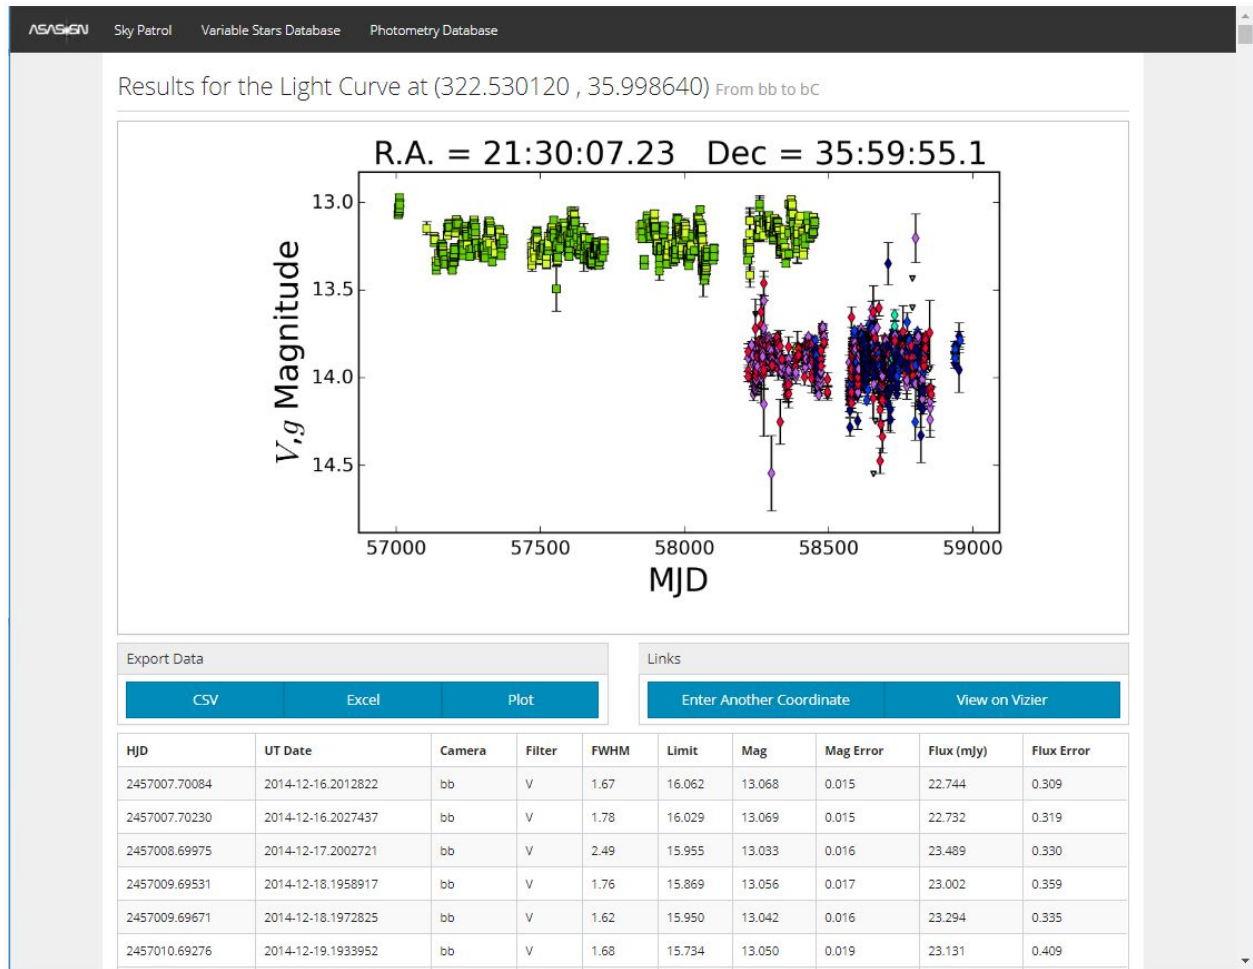 ASAS-SN Sky Patrol Variable Stars Database Photometry Database
Results for the Light Curve at (322.530120 , 35.998640) From bb to bC
R.A. = 21:30:07.23 Dec = 35:59:55.1
13.0
13.5
14.0
14.5
V,g Magnitude
57000 57500 58000 58500 59000
MJD
Export Data Links
CSV Excel Plot Enter Another Coordinate View on Vizier
HJD UT Date Camera Filter FWHM Limit Mag Mag Error Flux (mJy) Flux Error
2457007.70084 2014-12-16.2012822 bb V 1.67 16.062 13.068 0.015 22.744 0.309
2457007.70230 2014-12-16.2027437 bb V 1.78 16.029 13.069 0.015 22.732 0.319
2457008.69975 2014-12-17.2002721 bb V 2.49 15.955 13.033 0.016 23.489 0.330
2457009.69531 2014-12-18.1958917 bb V 1.76 15.869 13.056 0.017 23.002 0.359
2457009.69671 2014-12-18.1972825 bb V 1.62 15.950 13.042 0.016 23.294 0.335
2457010.69276 2014-12-19.1933952 bb V 1.68 15.734 13.050 0.019 23.131 0.409